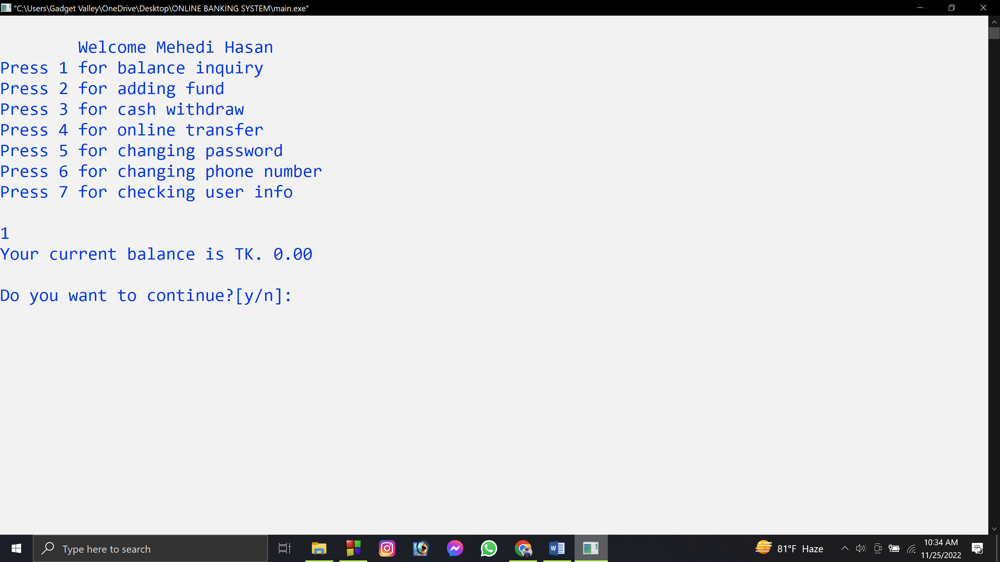 "C:\Users\Gadget Valley\OneDrive\Desktop\ONLINE BANKING SYSTEM\main.exe"
Welcome Mehedi Hasan
Press 1 for balance inquiry
Press 2 for adding fund
Press 3 for cash withdraw
Press 4 for online transfer
Press 5 for changing password
Press 6 for changing phone number
Press 7 for checking user info
1
Your current balance is TK. 0.00
Do you want to continue?[y/n]:
Type here to search
W
81°F Haze
10:34 AM
11/25/2022